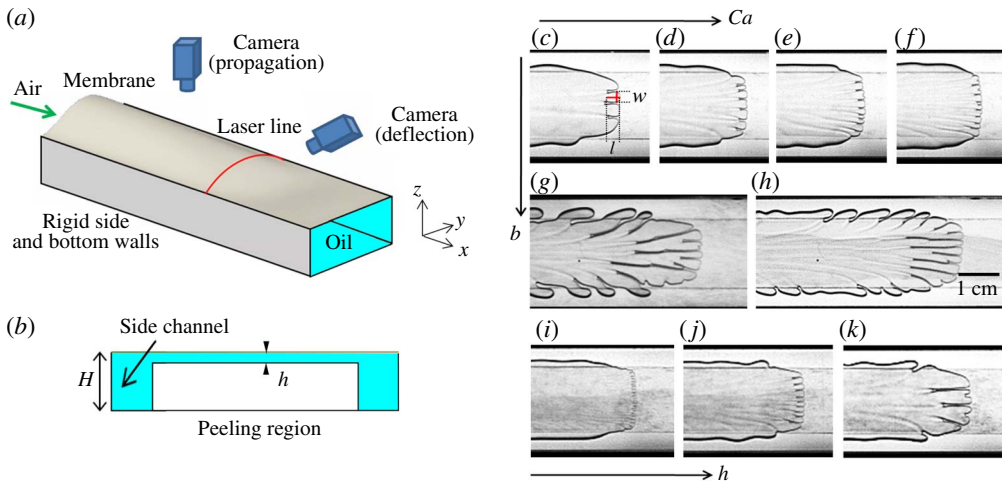 (a)
Camera
(propagation)
Membrane
Air
Laser line
Camera
(deflection)
Rigid side
and bottom walls
Oil
z
y
x
(b)
Side channel
H
h
Peeling region
Ca
(c)
(d)
(e)
(f)
w
l
b
(g)
(h)
1 cm
(i)
(j)
(k)
h